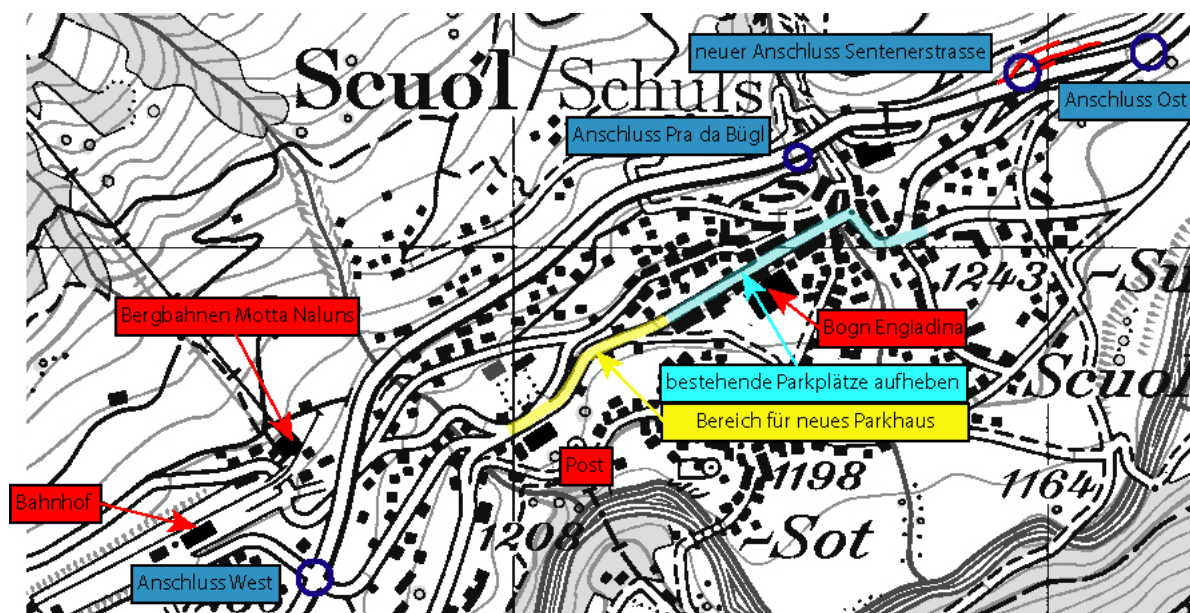 neuer Anschluss Sentenerstrasse
Scuol/Schuls
Anschluss Ost
Anschluss Pra da Bügl
1243
Bergbahnen Motta Naluns
Bogn Engiadina
bestehende Parkplätze aufheben
Bereich für neues Parkhaus
Post
1198
1164
Bahnhof
1208
-Sot
Anschluss West